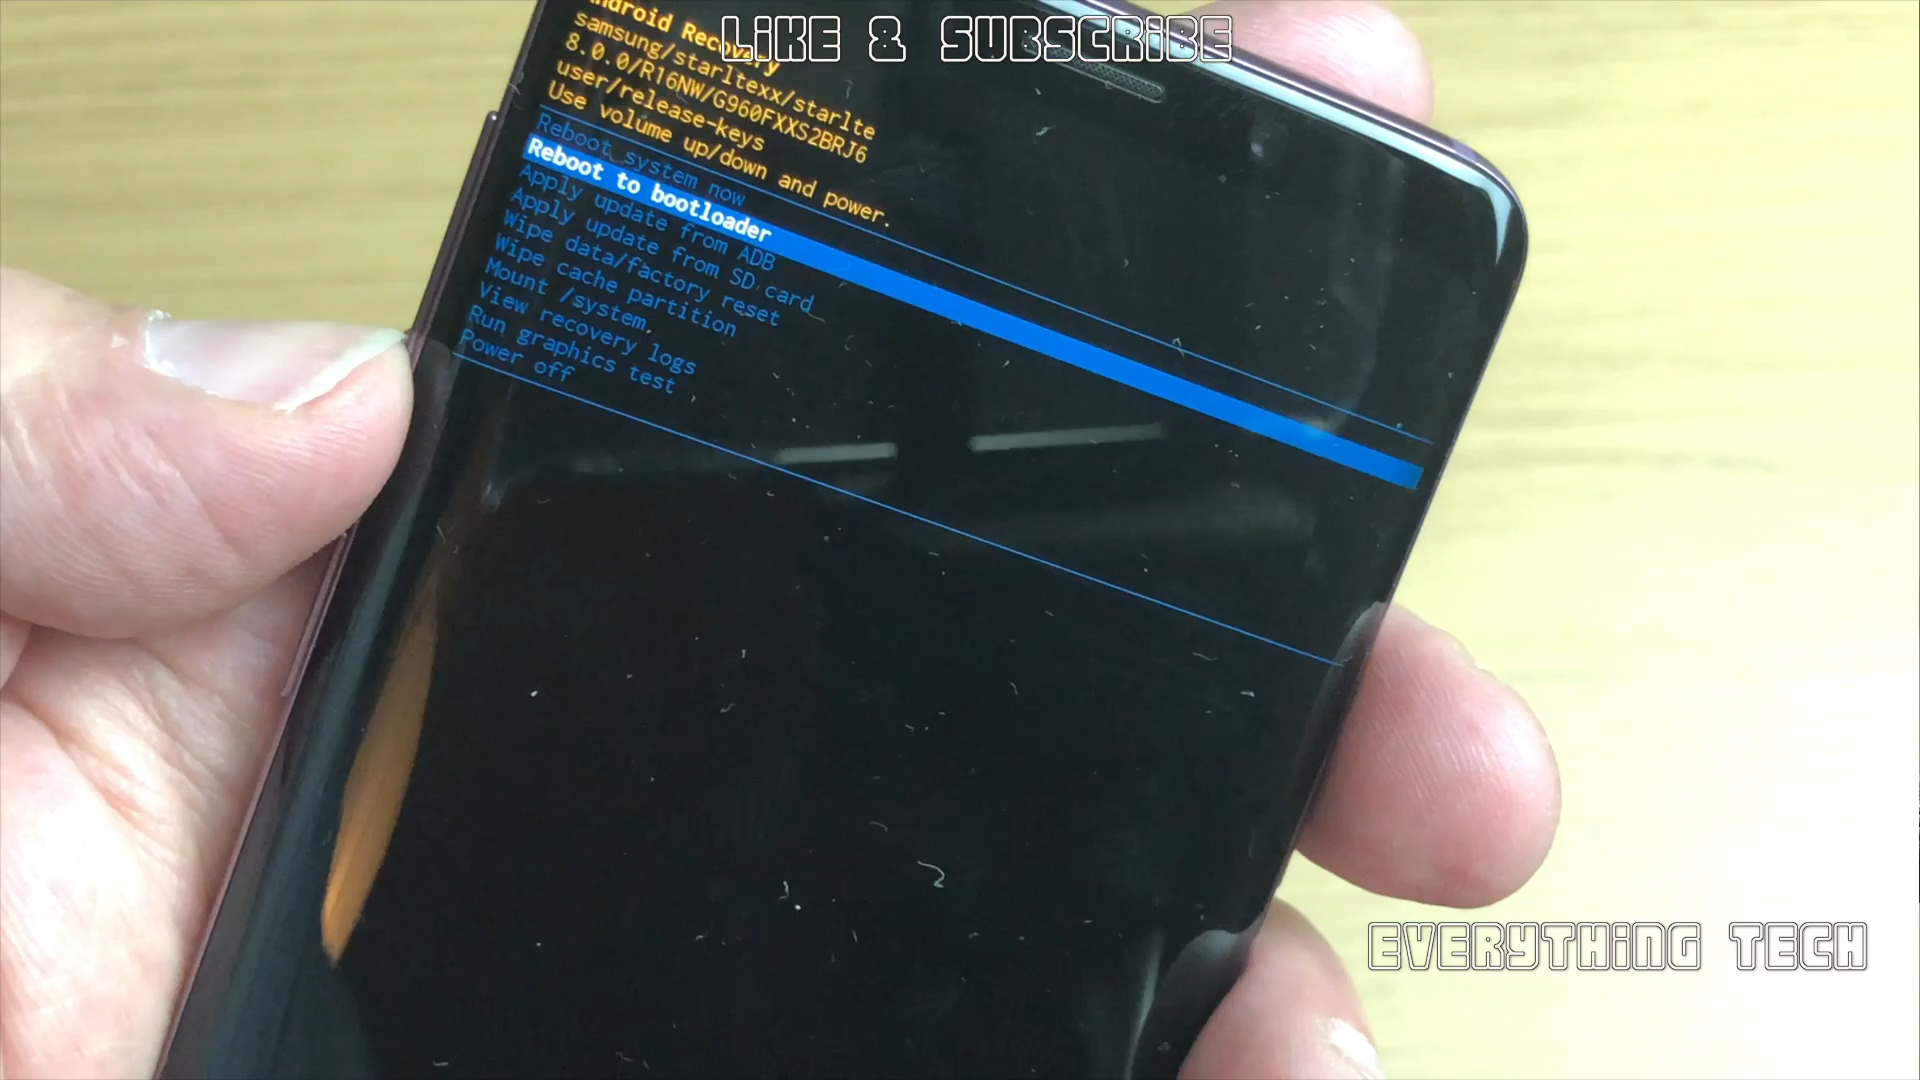 LIKE & SUBSCRIBE
Android Recovery
samsung/starltexx/starlte
8.0.0/R16NW/G960FXXS2BRJ6
user/release-keys
Use volume up/down and power.
Reboot system now
Reboot to bootloader
Apply update from ADB
Apply update from SD card
Wipe data/factory reset
Wipe cache partition
Mount /system
View recovery logs
Run graphics test
Power off
EVERYTHING TECH